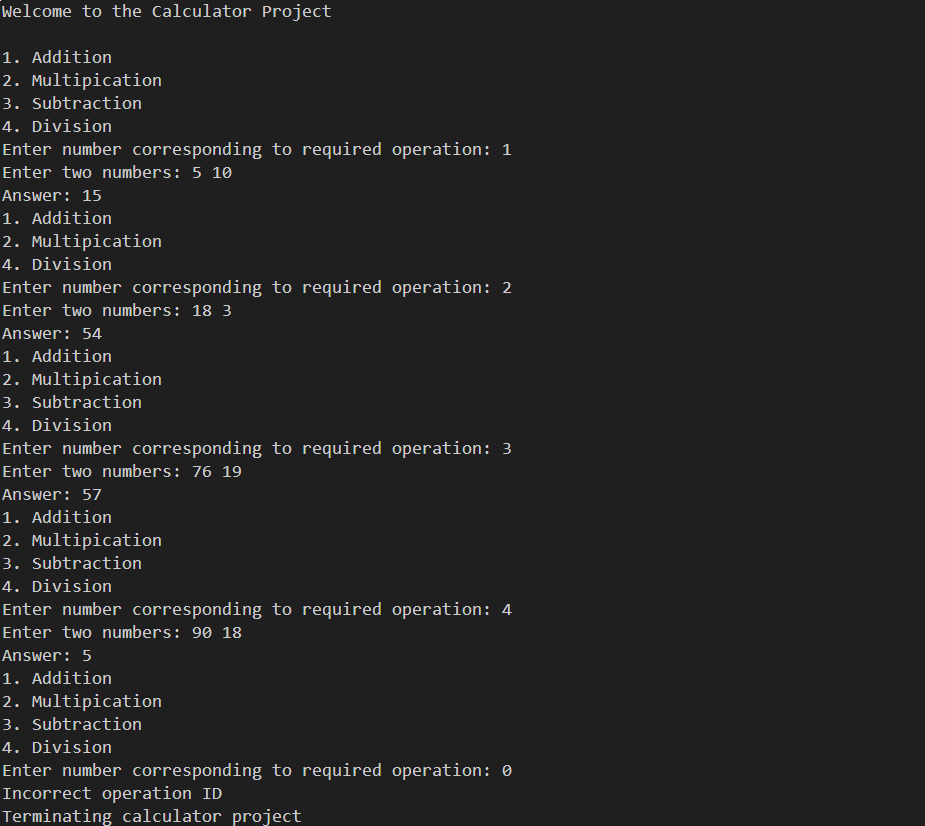 Welcome to the Calculator Project
1. Addition
2. Multipication
3. Subtraction
4. Division
Enter number corresponding to required operation: 1
Enter two numbers: 5 10
Answer: 15
1. Addition
2. Multipication
4. Division
Enter number corresponding to required operation: 2
Enter two numbers: 18 3
Answer: 54
1. Addition
2. Multipication
3. Subtraction
4. Division
Enter number corresponding to required operation: 3
Enter two numbers: 76 19
Answer: 57
1. Addition
2. Multipication
3. Subtraction
4. Division
Enter number corresponding to required operation: 4
Enter two numbers: 90 18
Answer: 5
1. Addition
2. Multipication
3. Subtraction
4. Division
Enter number corresponding to required operation: 0
Incorrect operation ID
Terminating calculator project